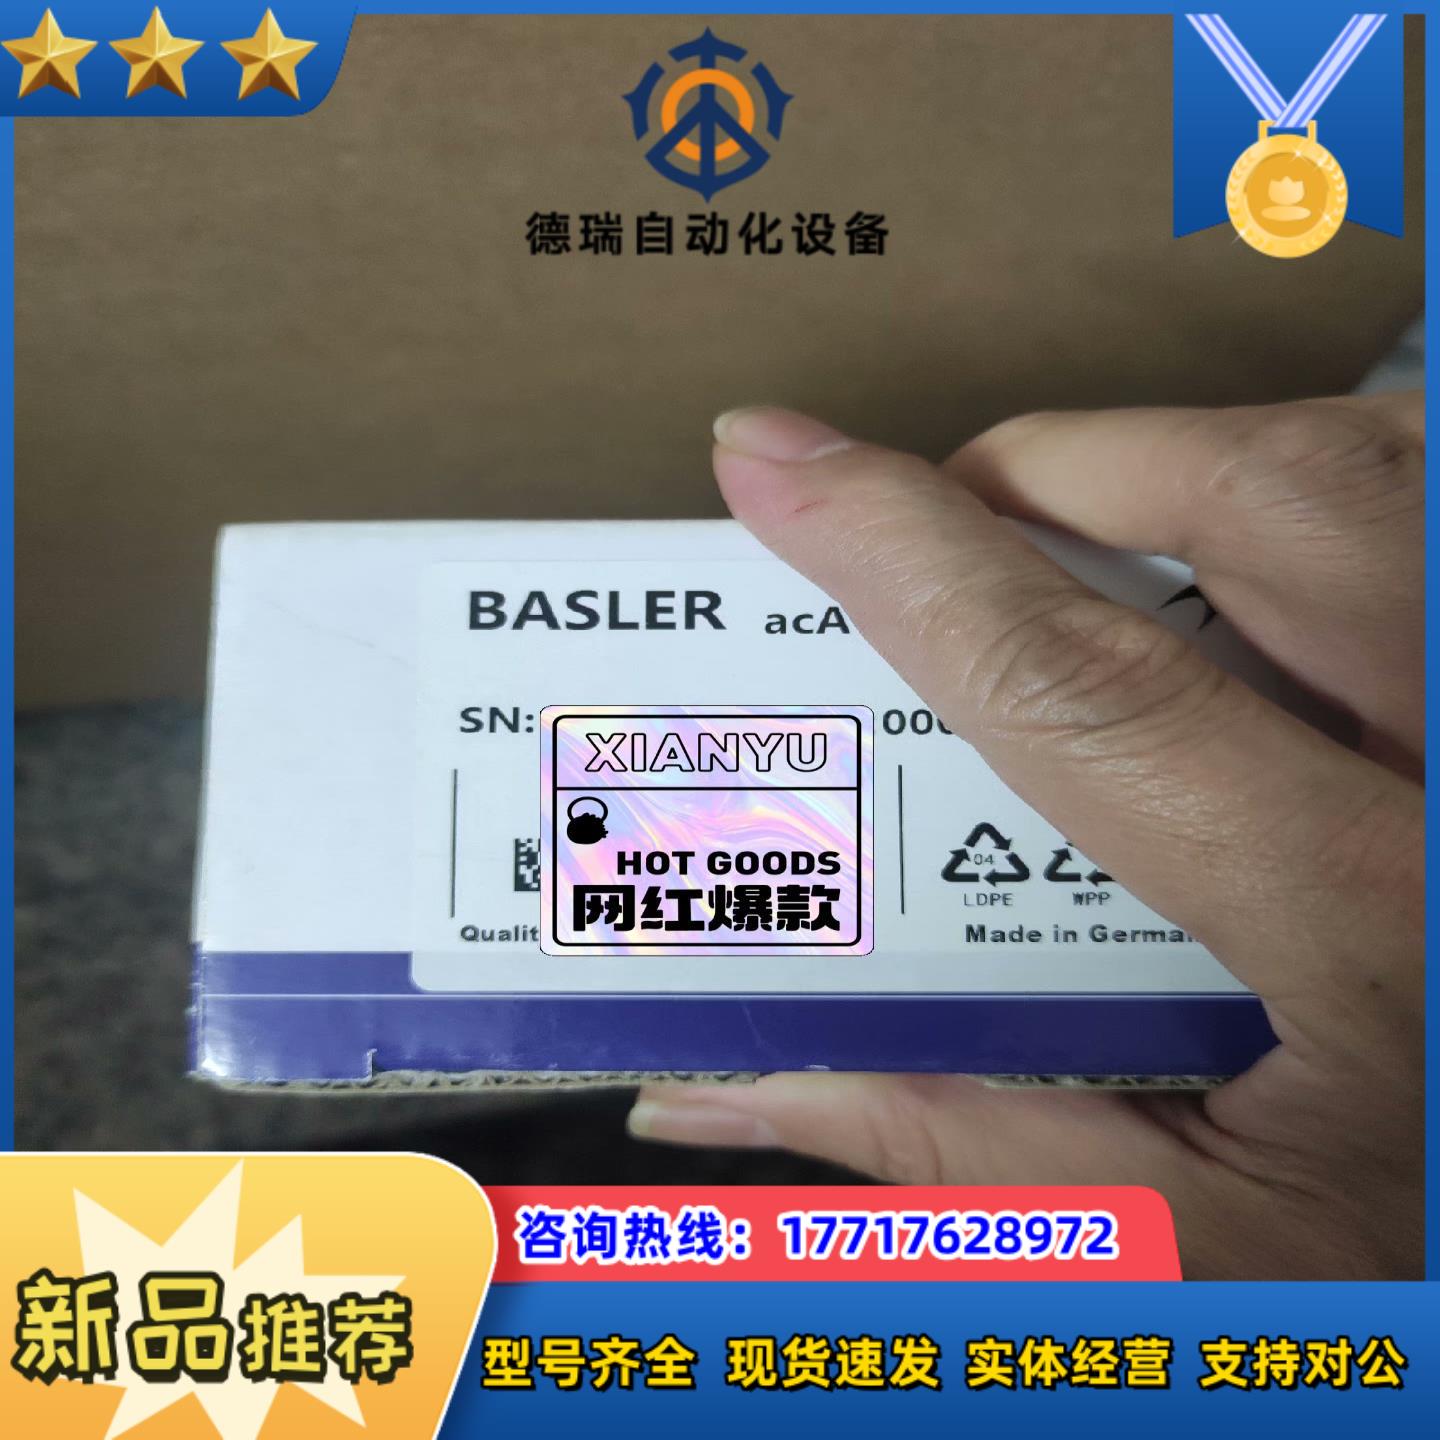 德瑞自动化设备
BASLER acA
SN: 000
XIANYU
HOT GOODS
网红爆款
04
LDPE WPP
Made in Germa
新品推荐
咨询热线：17717628972
型号齐全 现货速发 实体经营 支持对公